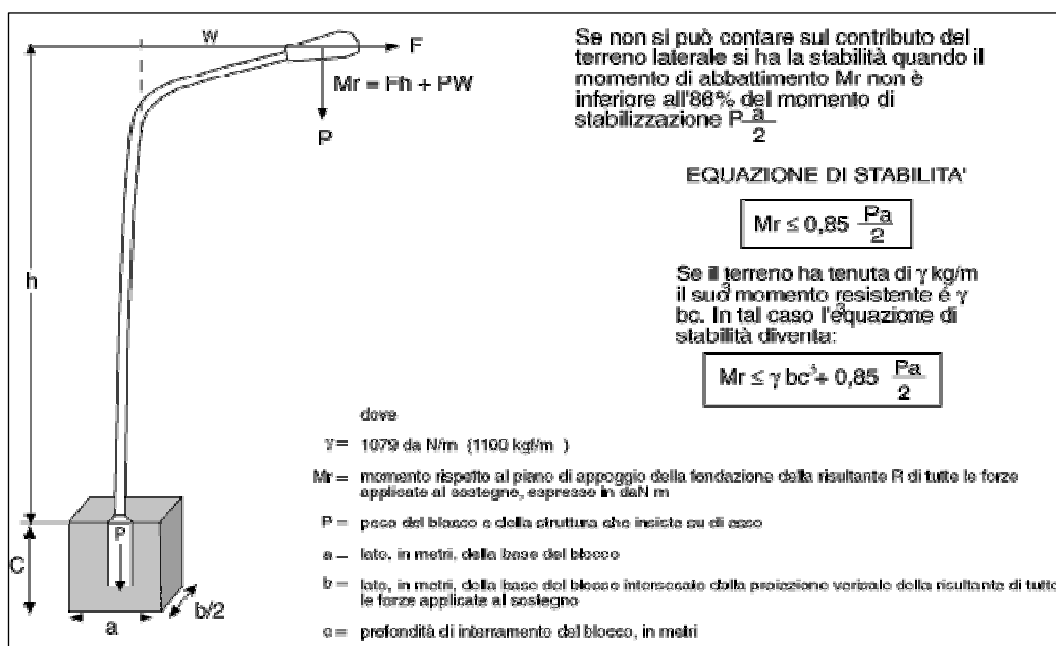 w
F
Mr = Fh + PW
P
h
P
C
a
b/2
Se non si può contare sul contributo del
terreno laterale si ha la stabilità quando il
momento di abbattimento Mr non è
inferiore all'86% del momento di
stabilizzazione P a/2
EQUAZIONE DI STABILITA'
Mr ≤ 0,85 Pa/2
Se il terreno ha tenuta di γ kg/m
il suo 3 momento resistente é γ
bc. In tal caso l'equazione di
stabilità diventa:
Mr ≤ γ bc³+ 0,85 Pa/2
dove
γ = 1079 da N/m (1100 kgf/m )
Mr = momento rispetto al piano di appoggio della fondazione della risultante R di tutte le forze
applicate al sostegno, espresso in daN m
P = peso del blocco e della struttura che insiste su di esso
a = lato, in metri, della base del blocco
b = lato, in metri, della base del blocco intersecato dalla proiezione verticale della risultante di tutte
le forze applicate al sostegno
c = profondità di interramento del blocco, in metri